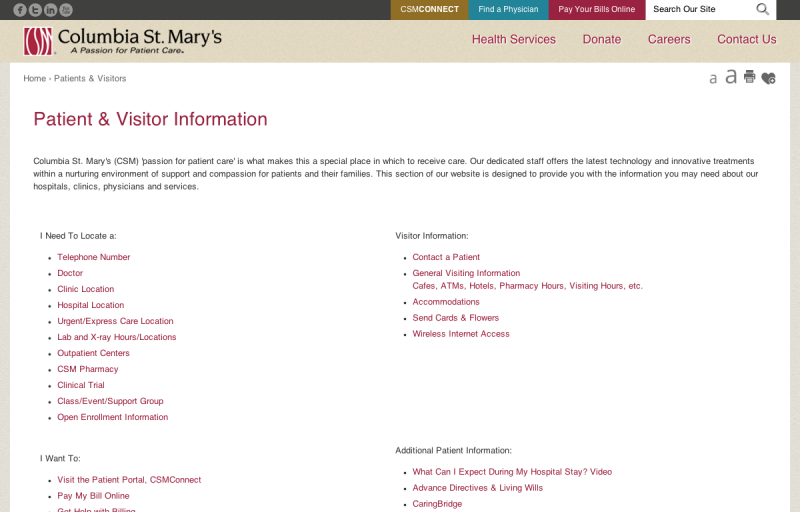 CSMCONNECT
Find a Physician
Pay Your Bills Online
Search Our Site
Columbia St. Mary's
A Passion for Patient Care.
Health Services
Donate
Careers
Contact Us
Home › Patients & Visitors
a a
Patient & Visitor Information
Columbia St. Mary's (CSM) 'passion for patient care' is what makes this a special place in which to receive care. Our dedicated staff offers the latest technology and innovative treatments
within a nurturing environment of support and compassion for patients and their families. This section of our website is designed to provide you with the information you may need about our
hospitals, clinics, physicians and services.
I Need To Locate a:
Telephone Number
Doctor
Clinic Location
Hospital Location
Urgent/Express Care Location
Lab and X-ray Hours/Locations
Outpatient Centers
CSM Pharmacy
Clinical Trial
Class/Event/Support Group
Open Enrollment Information
Visitor Information:
Contact a Patient
General Visiting Information
Cafes, ATMs, Hotels, Pharmacy Hours, Visiting Hours, etc.
Accommodations
Send Cards & Flowers
Wireless Internet Access
I Want To:
Visit the Patient Portal, CSMConnect
Pay My Bill Online
Get Help with Billing
Additional Patient Information:
What Can I Expect During My Hospital Stay? Video
Advance Directives & Living Wills
CaringBridge